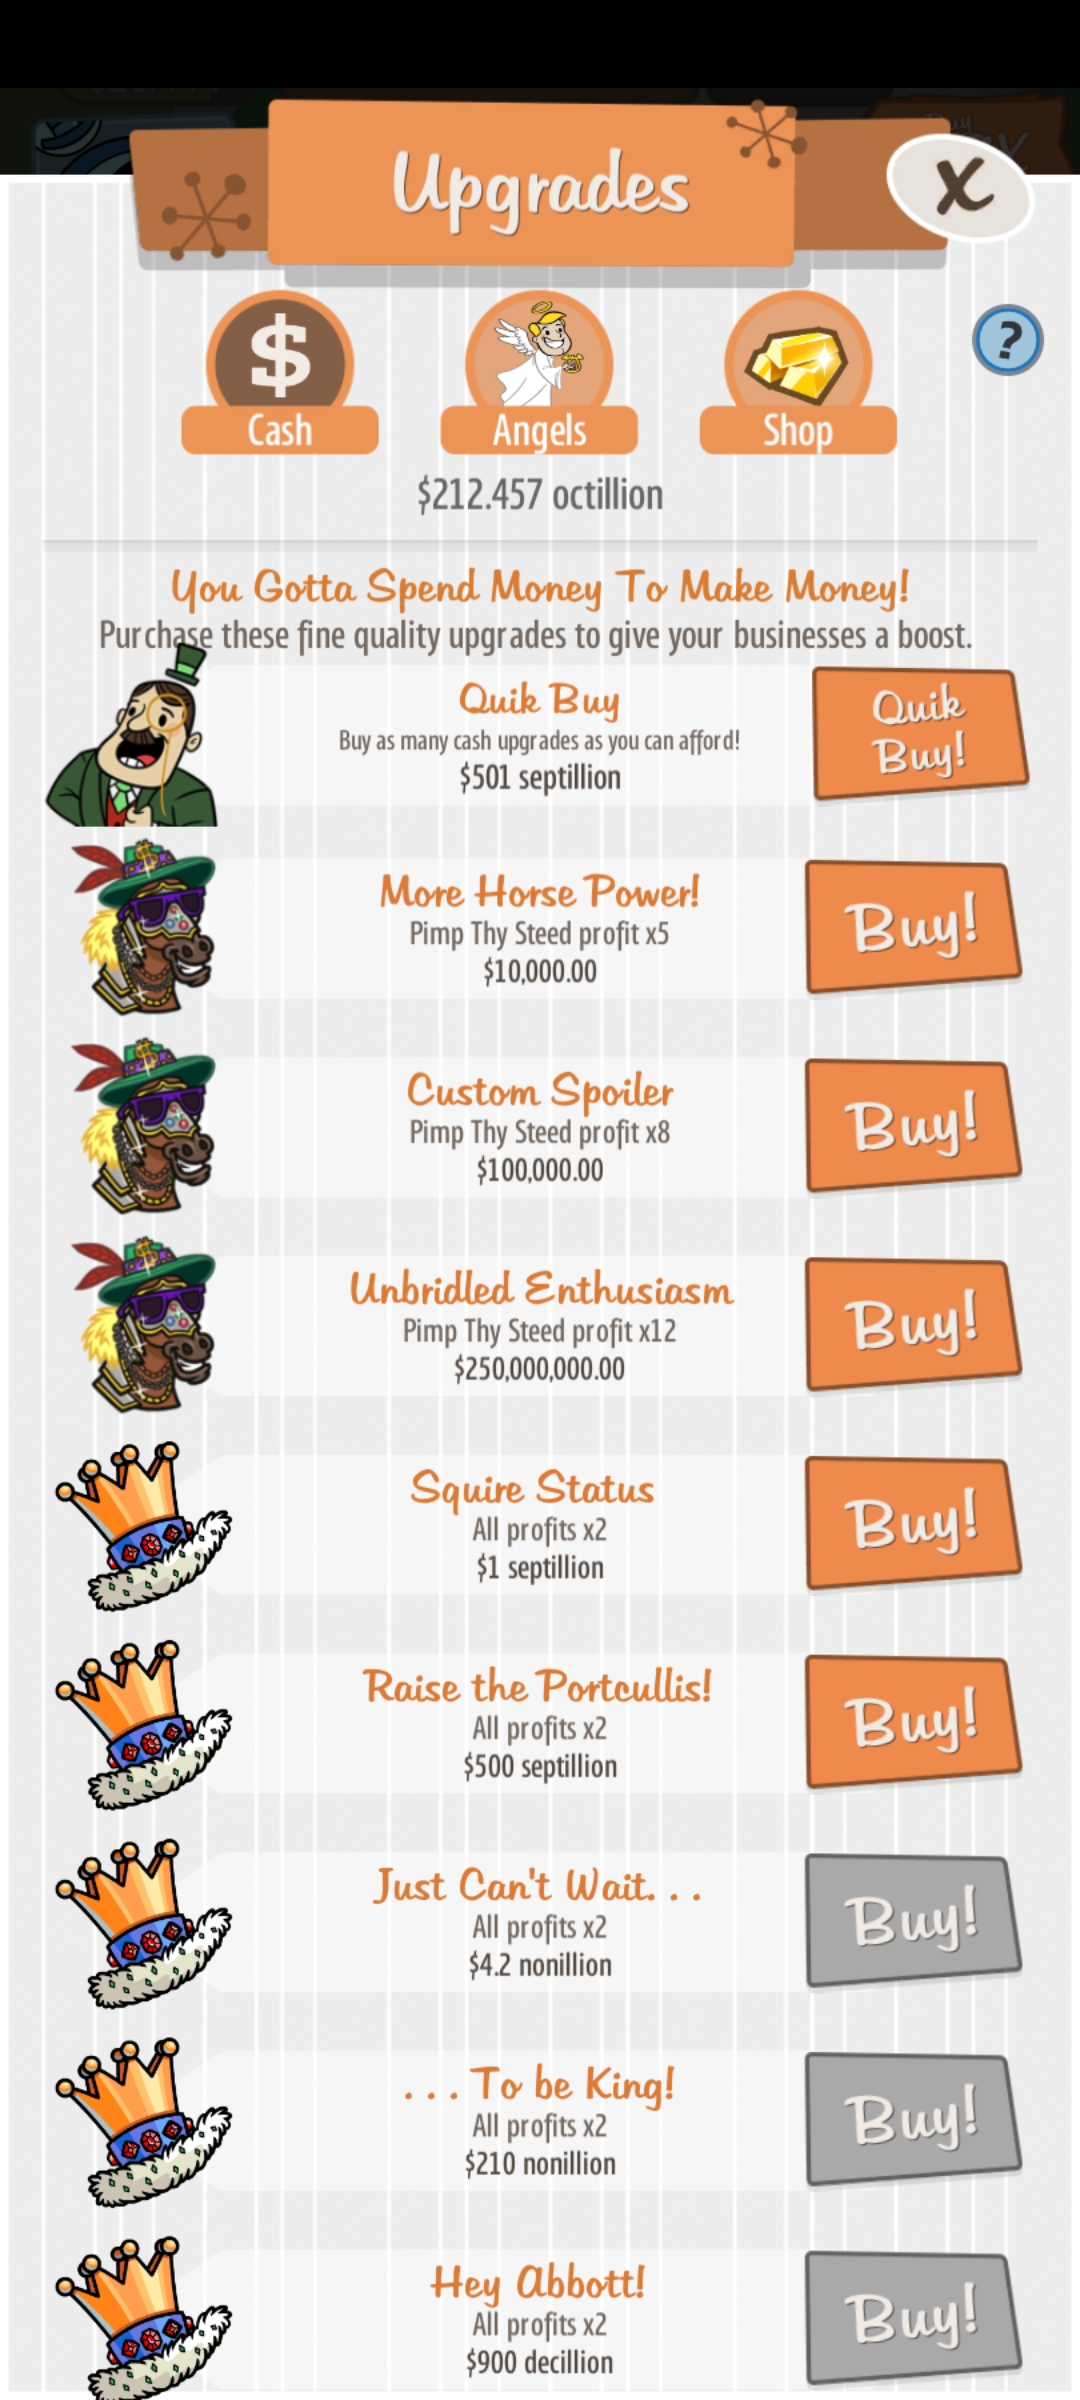 Upgrades
X
?
$
Cash
Angels
Shop
$212.457 octillion
You Gotta Spend Money To Make Money!
Purchase these fine quality upgrades to give your businesses a boost.
Quik Buy
Buy as many cash upgrades as you can afford!
$501 septillion
Quik
Buy!
More Horse Power!
Pimp Thy Steed profit x5
$10,000.00
Buy!
Custom Spoiler
Pimp Thy Steed profit x8
$100,000.00
Buy!
Unbridled Enthusiasm
Pimp Thy Steed profit x12
$250,000,000.00
Buy!
Squire Status
All profits x2
$1 septillion
Buy!
Raise the Portcullis!
All profits x2
$500 septillion
Buy!
Just Can't Wait. . .
All profits x2
$4.2 nonillion
Buy!
. . . To be King!
All profits x2
$210 nonillion
Buy!
Hey Abbott!
All profits x2
$900 decillion
Buy!